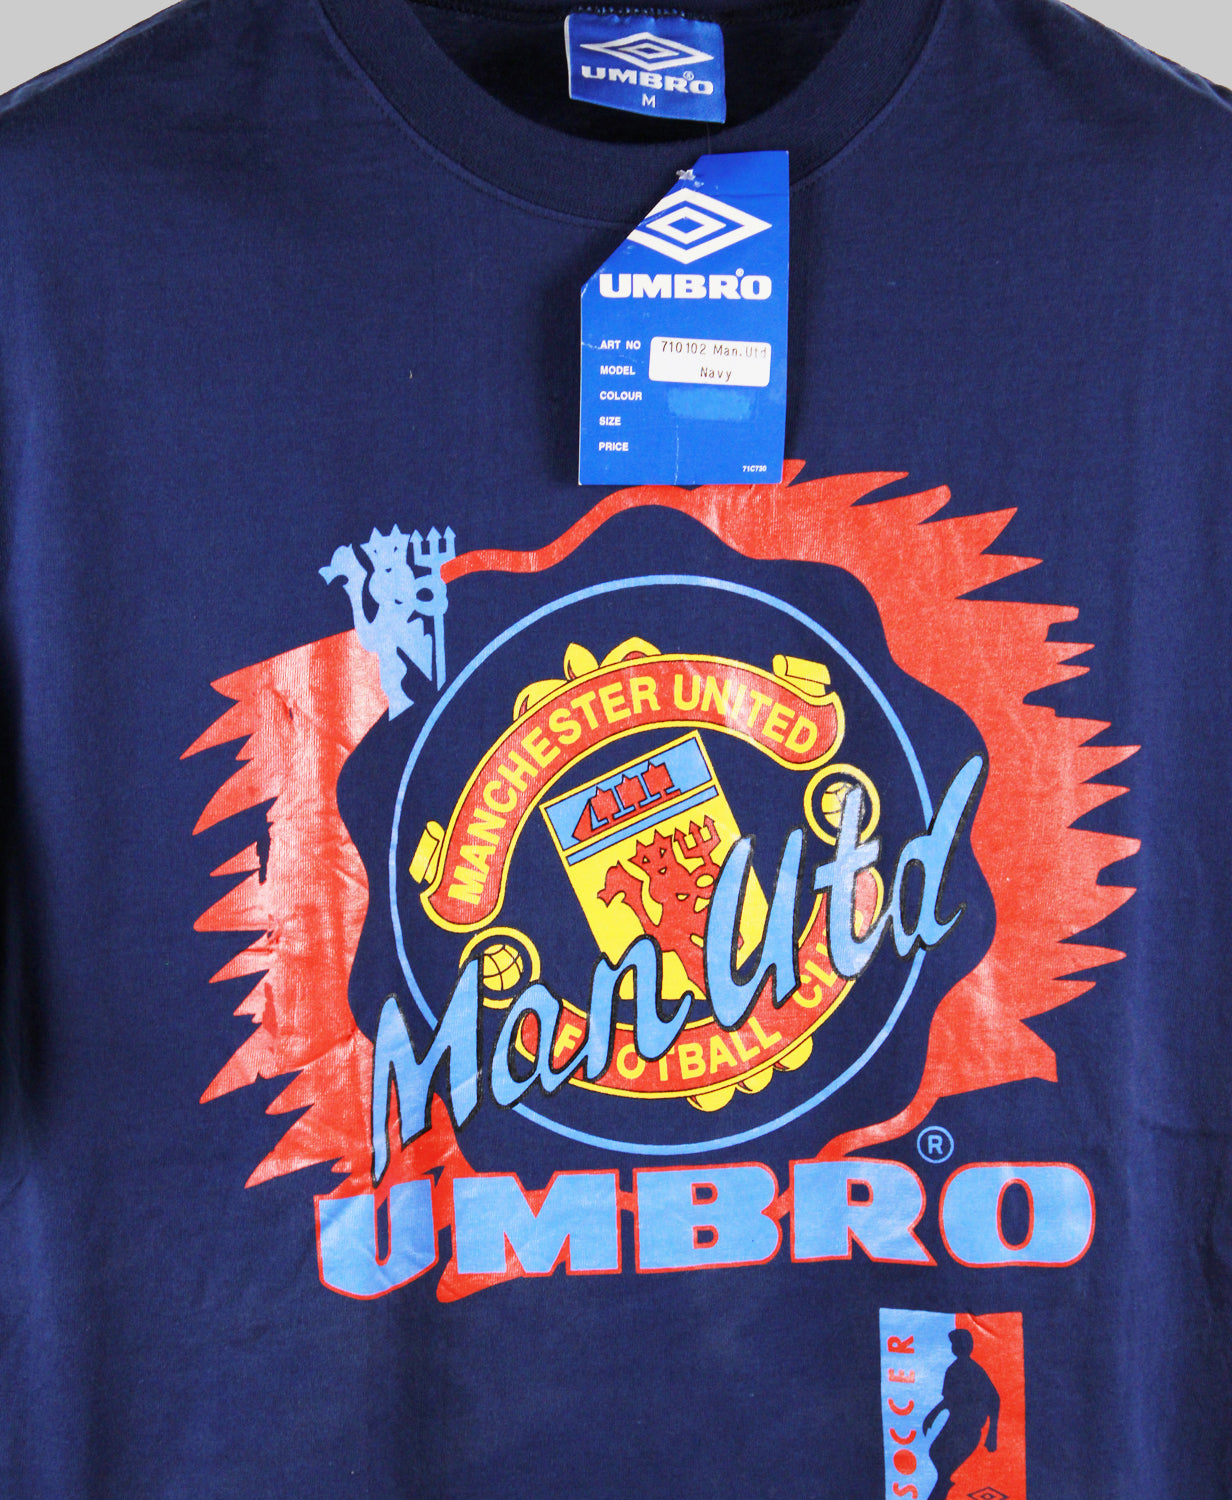 UMBRO®
M
UMBRO®
ART NO 710102 Man.Utd
MODEL Navy
COLOUR
SIZE
PRICE
71C730
MANCHESTER UNITED
FOOTBALL CLUB
Man Utd
®
UMBRO
SOCCER